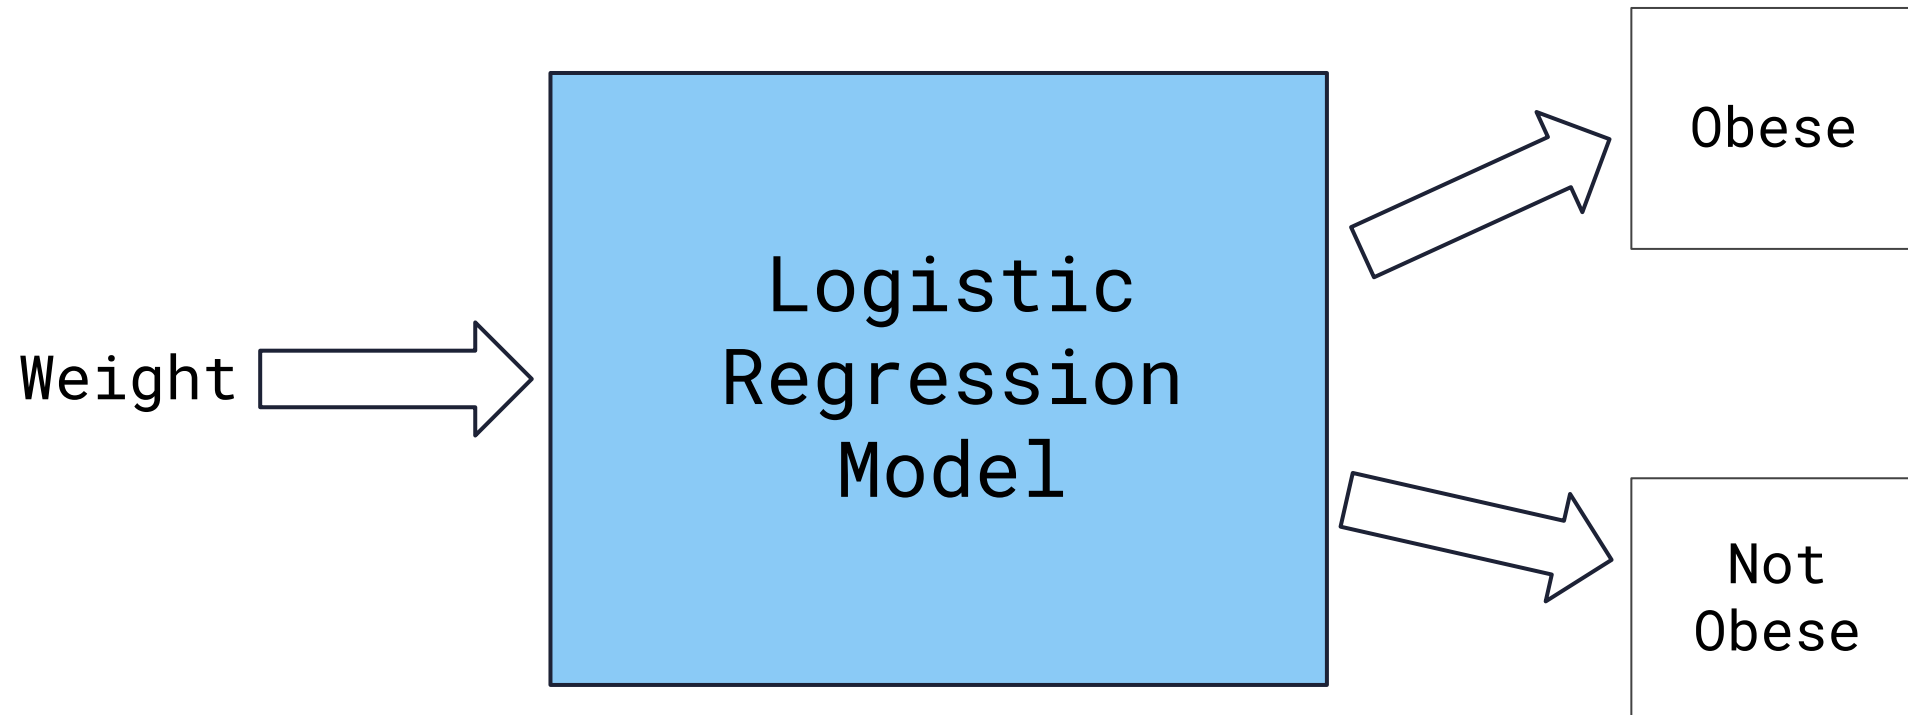 Weight
Logistic
Regression
Model
Obese
Not
Obese